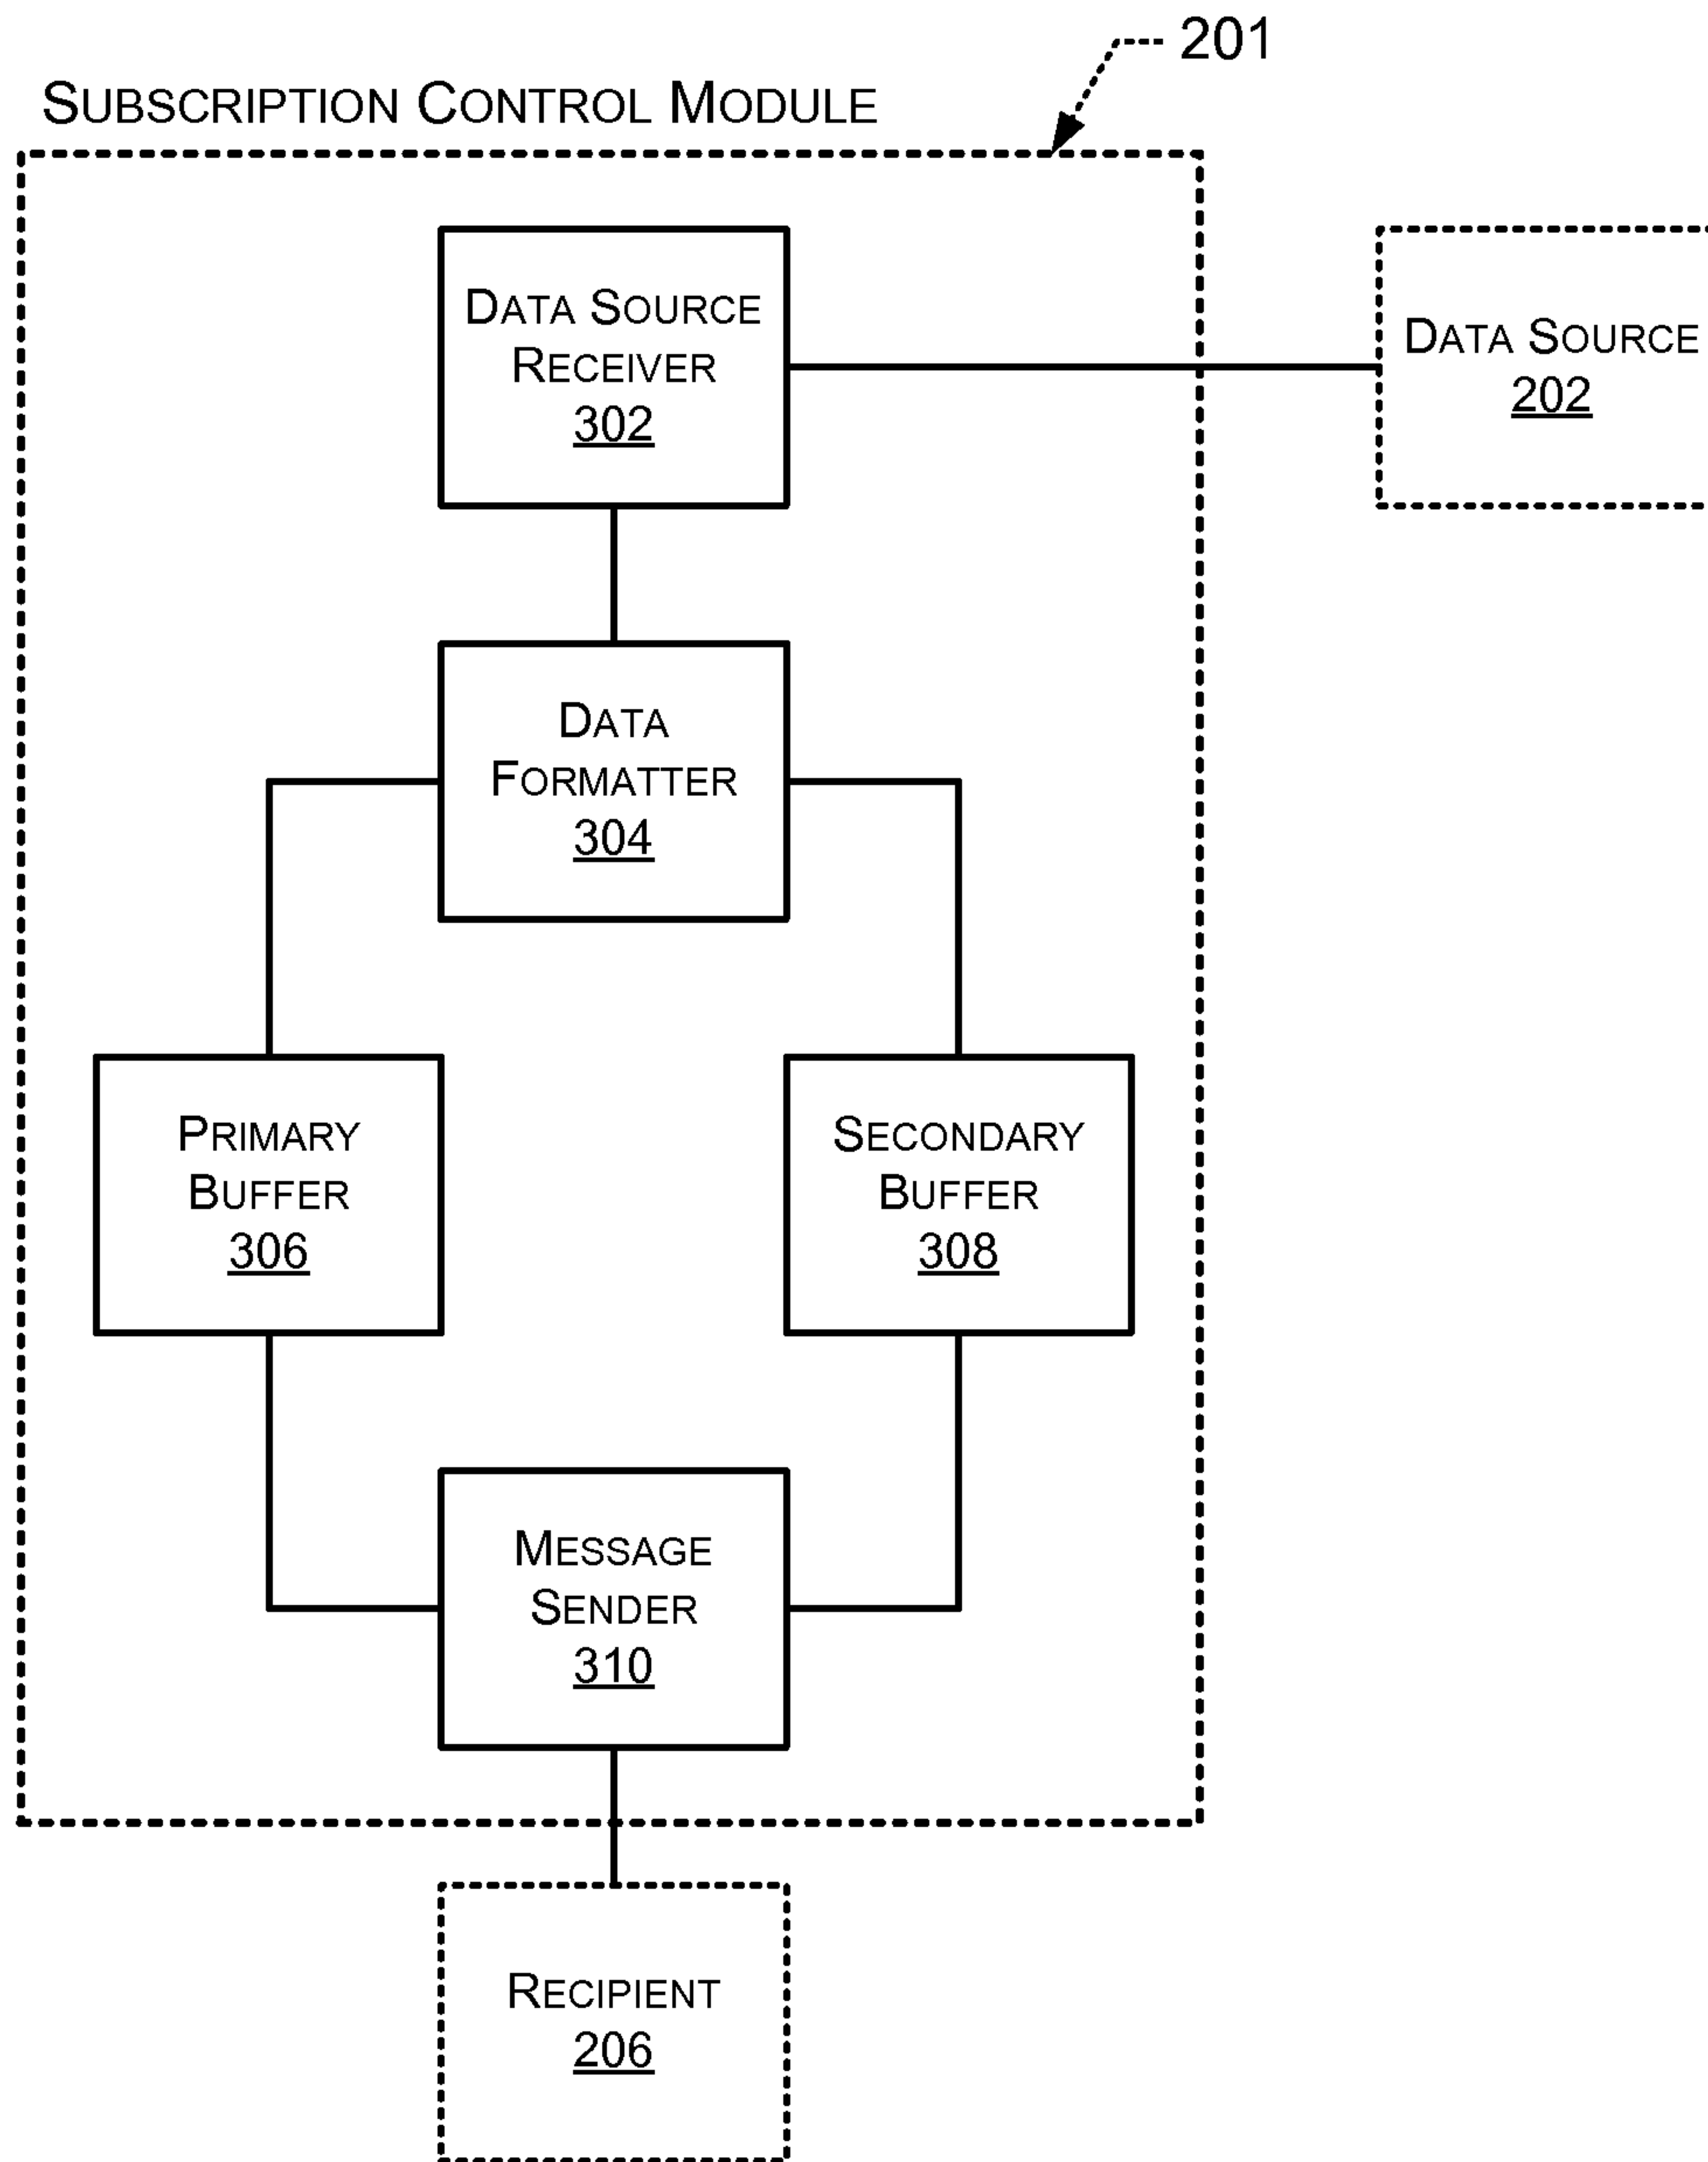 201
SUBSCRIPTION CONTROL MODULE
DATA SOURCE
RECEIVER
302
DATA SOURCE
202
DATA
FORMATTER
304
PRIMARY
BUFFER
306
SECONDARY
BUFFER
308
MESSAGE
SENDER
310
RECIPIENT
206